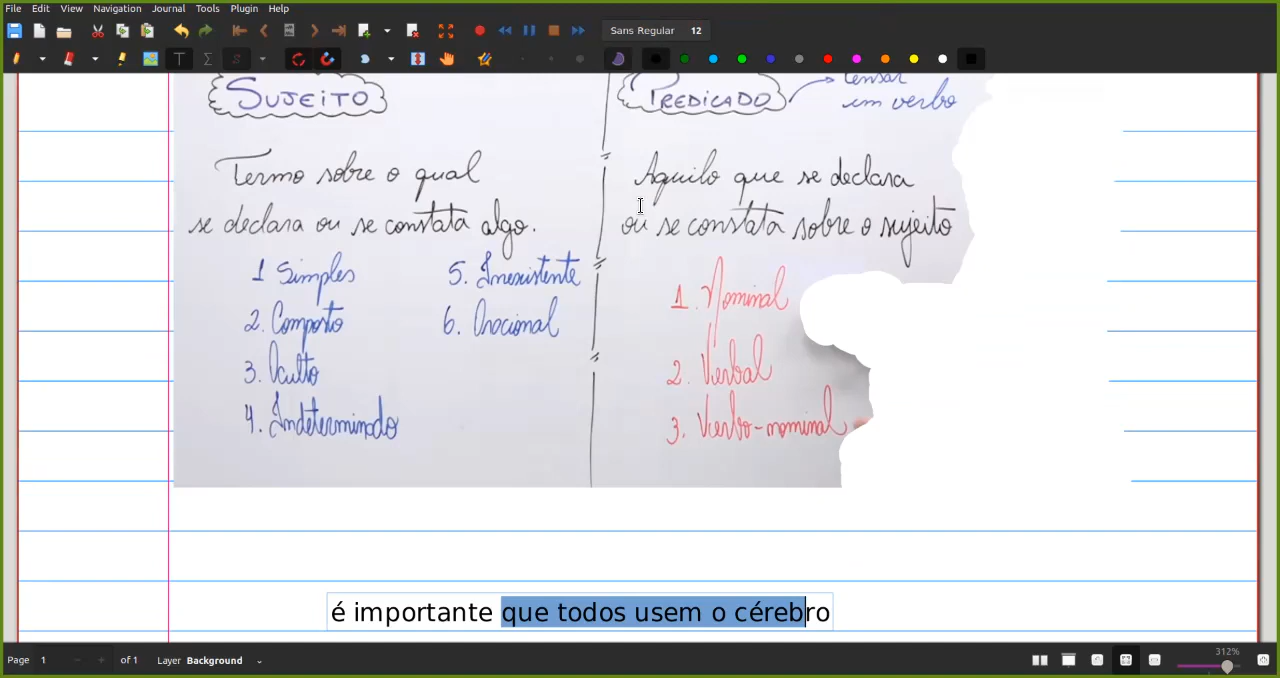 File Edit View Navigation Journal Tools Plugin Help
Sans Regular 12
SUJEITO
Termo sobre o qual
se declara ou se constata algo.
1 Simples
2. Composto
3. Oculto
4. Indeterminado
5. Inexistente
6. Oracional
PREDICADO
um verbo
Aquilo que se declara
ou se constata sobre o sujeito
1. Nominal
2. Verbal
3. Verbo-nominal
é importante que todos usem o cérebro
Page 1 of 1 Layer Background
312%